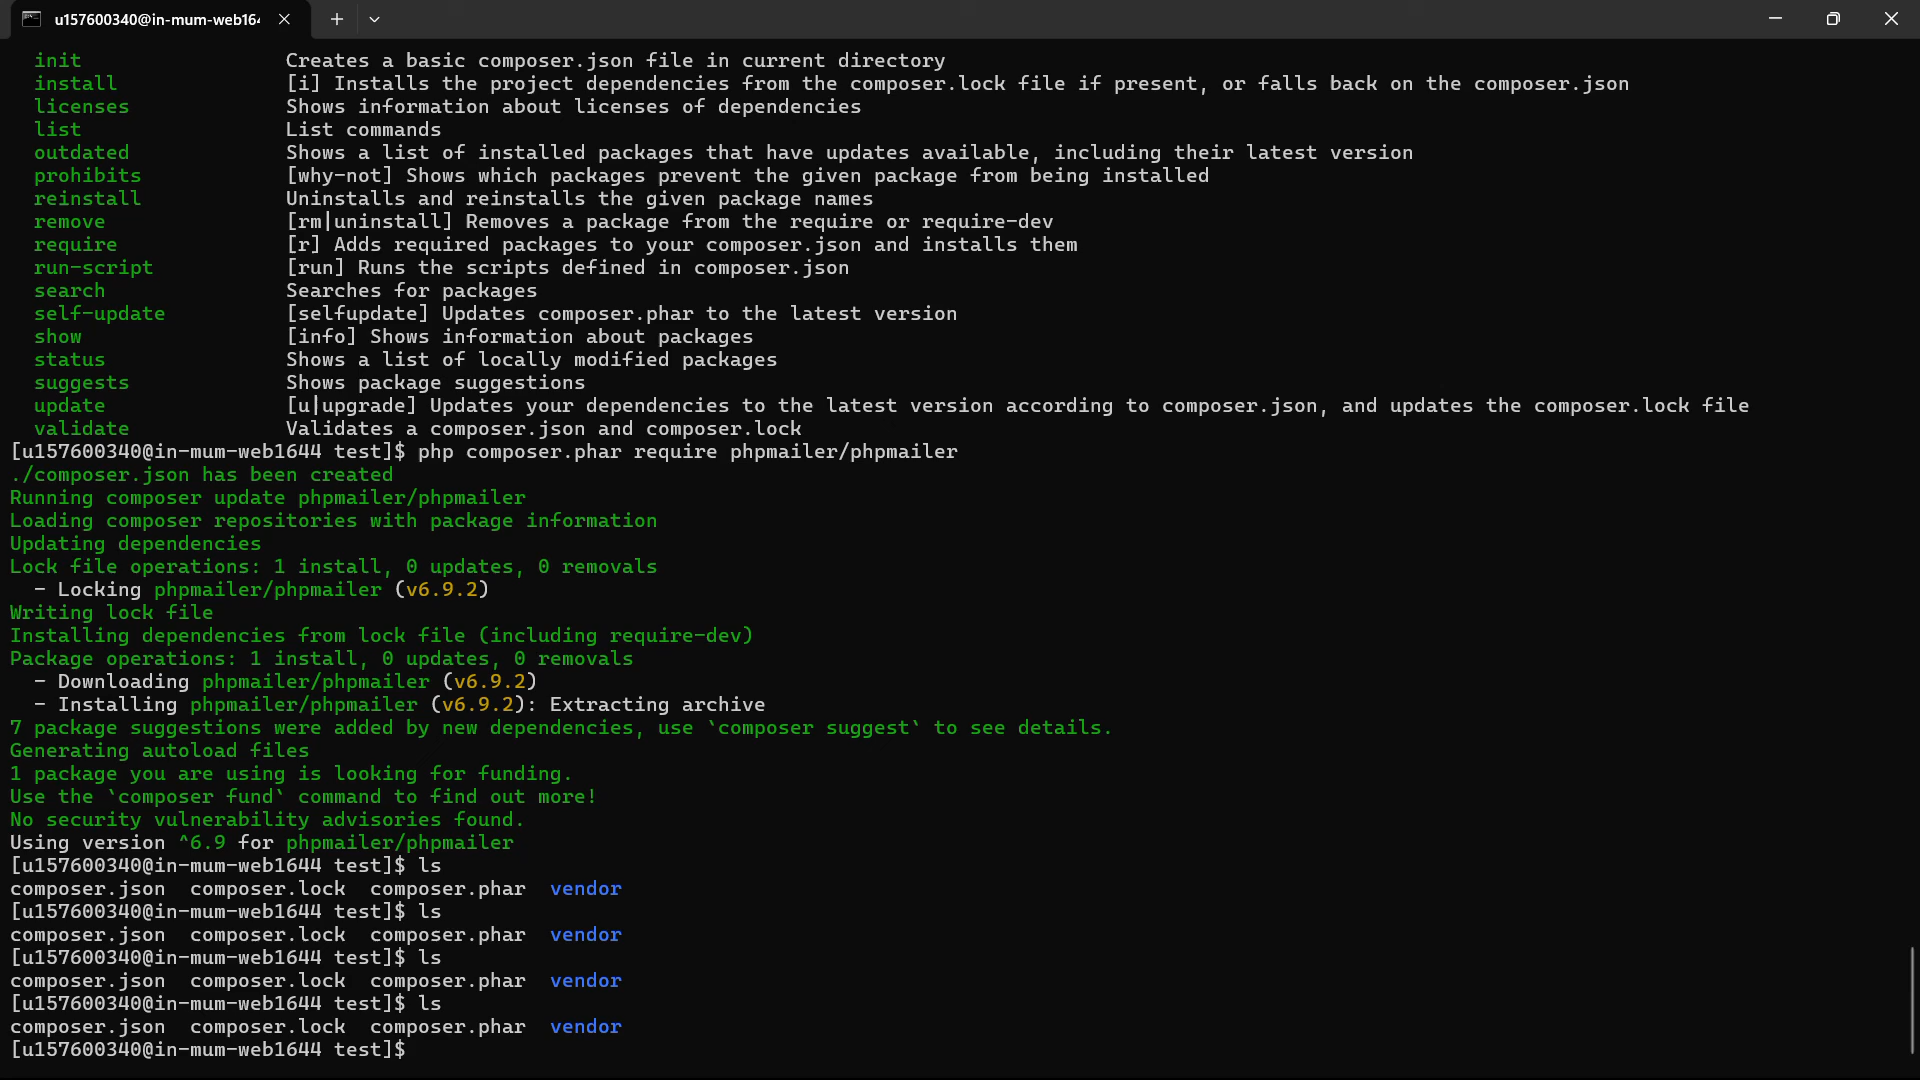 u157600340@in-mum-web164
init Creates a basic composer.json file in current directory
install [i] Installs the project dependencies from the composer.lock file if present, or falls back on the composer.json
licenses Shows information about licenses of dependencies
list List commands
outdated Shows a list of installed packages that have updates available, including their latest version
prohibits [why-not] Shows which packages prevent the given package from being installed
reinstall Uninstalls and reinstalls the given package names
remove [rm|uninstall] Removes a package from the require or require-dev
require [r] Adds required packages to your composer.json and installs them
run-script [run] Runs the scripts defined in composer.json
search Searches for packages
self-update [selfupdate] Updates composer.phar to the latest version
show [info] Shows information about packages
status Shows a list of locally modified packages
suggests Shows package suggestions
update [u|upgrade] Updates your dependencies to the latest version according to composer.json, and updates the composer.lock file
validate Validates a composer.json and composer.lock
[u157600340@in-mum-web1644 test]$ php composer.phar require phpmailer/phpmailer
./composer.json has been created
Running composer update phpmailer/phpmailer
Loading composer repositories with package information
Updating dependencies
Lock file operations: 1 install, 0 updates, 0 removals
- Locking phpmailer/phpmailer (v6.9.2)
Writing lock file
Installing dependencies from lock file (including require-dev)
Package operations: 1 install, 0 updates, 0 removals
- Downloading phpmailer/phpmailer (v6.9.2)
- Installing phpmailer/phpmailer (v6.9.2): Extracting archive
7 package suggestions were added by new dependencies, use `composer suggest` to see details.
Generating autoload files
1 package you are using is looking for funding.
Use the `composer fund` command to find out more!
No security vulnerability advisories found.
Using version ^6.9 for phpmailer/phpmailer
[u157600340@in-mum-web1644 test]$ ls
composer.json composer.lock composer.phar vendor
[u157600340@in-mum-web1644 test]$ ls
composer.json composer.lock composer.phar vendor
[u157600340@in-mum-web1644 test]$ ls
composer.json composer.lock composer.phar vendor
[u157600340@in-mum-web1644 test]$ ls
composer.json composer.lock composer.phar vendor
[u157600340@in-mum-web1644 test]$